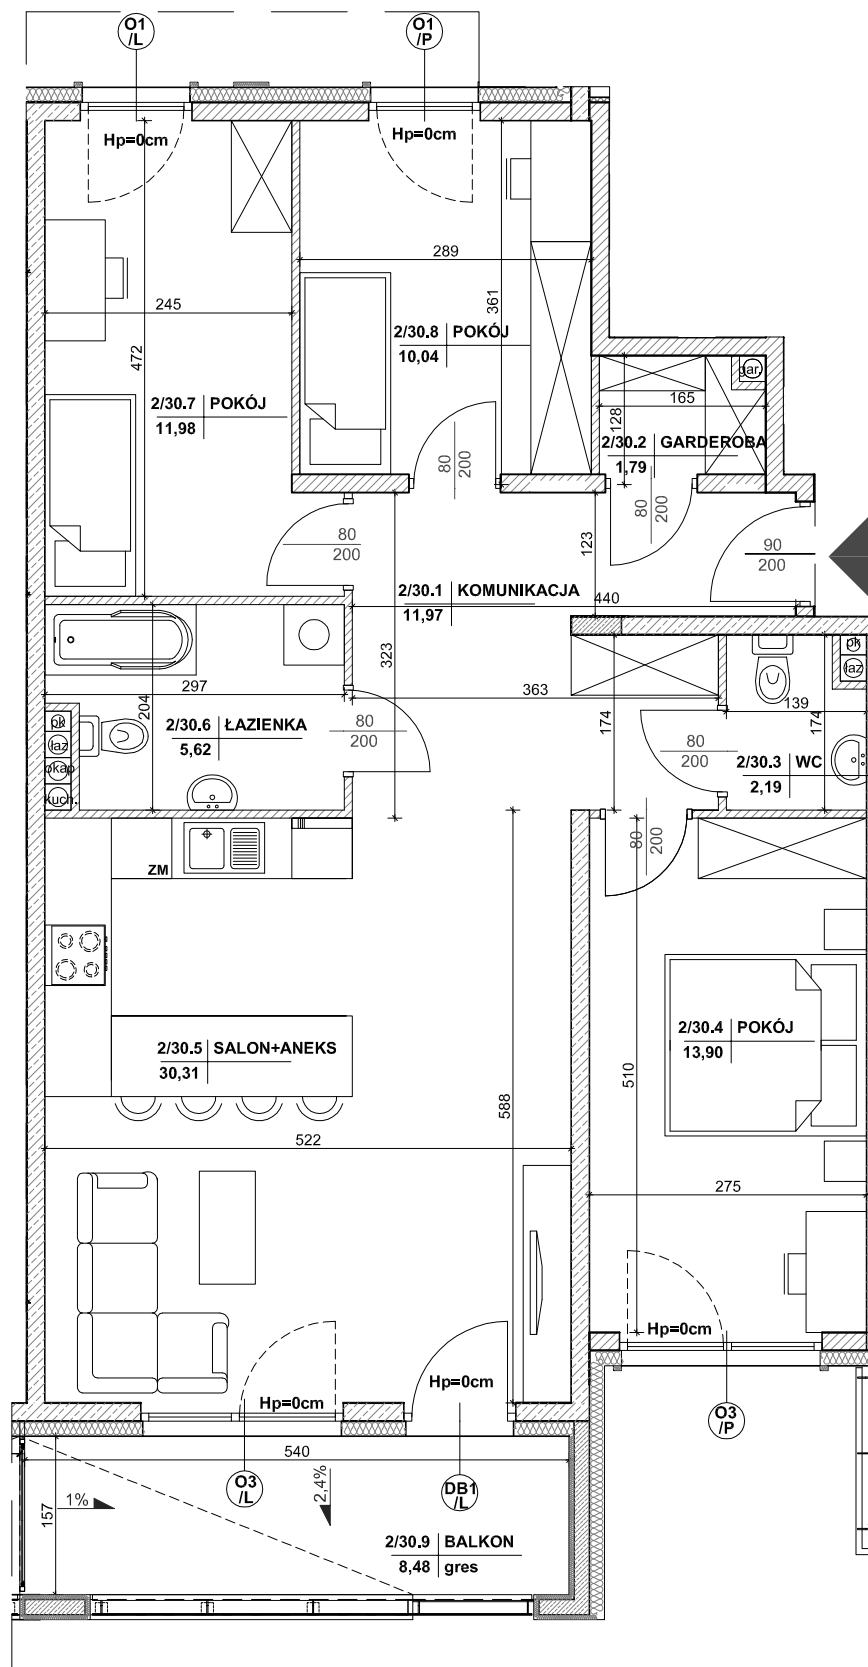 O1
/L
O1
/P
Hp=0cm
Hp=0cm
289
245
361
472
2/30.8 POKÓJ
10,04
2/30.7 POKÓJ
11,98
gar.
165
128
2/30.2 GARDEROBA
1,79
80
200
80
200
80
200
90
200
123
2/30.1 KOMUNIKACJA
11,97
440
323
297
204
363
174
139
174
pk
łaz
pk
łaz
okap
kuch.
2/30.6 ŁAZIENKA
5,62
80
200
80
200
2/30.3 WC
2,19
80
200
ZM
2/30.5 SALON+ANEKS
30,31
2/30.4 POKÓJ
13,90
510
588
522
275
Hp=0cm
Hp=0cm
Hp=0cm
O3
/P
540
O3
/L
DB1
/L
1%
2,4%
157
2/30.9 BALKON
8,48 gres